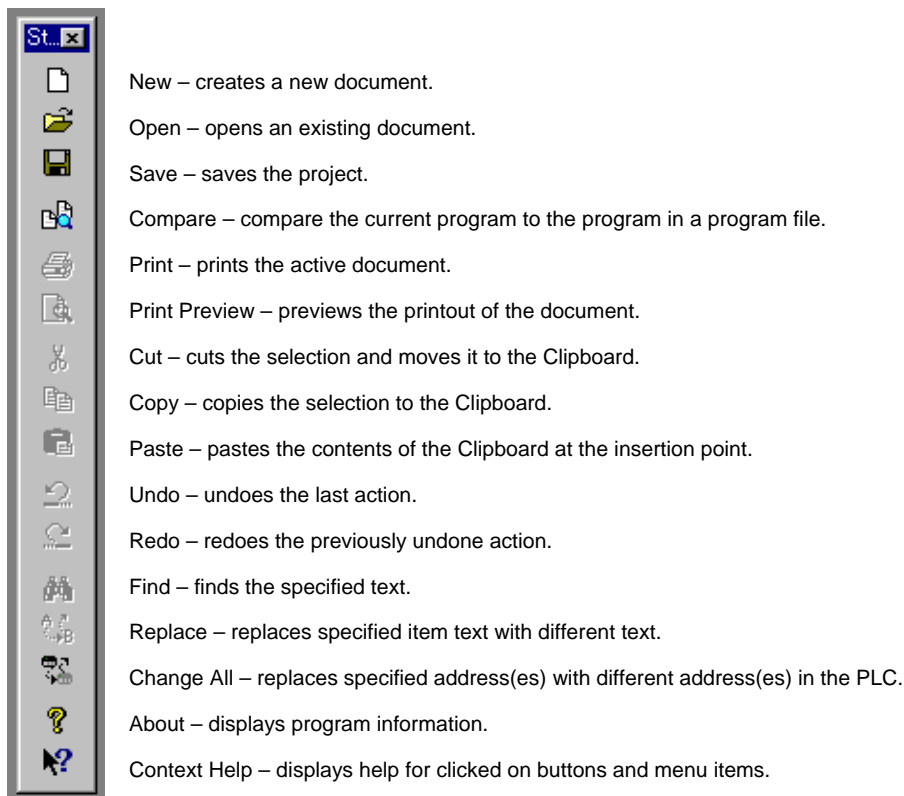 St...
New – creates a new document.
Open – opens an existing document.
Save – saves the project.
Compare – compare the current program to the program in a program file.
Print – prints the active document.
Print Preview – previews the printout of the document.
Cut – cuts the selection and moves it to the Clipboard.
Copy – copies the selection to the Clipboard.
Paste – pastes the contents of the Clipboard at the insertion point.
Undo – undoes the last action.
Redo – redoes the previously undone action.
Find – finds the specified text.
Replace – replaces specified item text with different text.
Change All – replaces specified address(es) with different address(es) in the PLC.
About – displays program information.
Context Help – displays help for clicked on buttons and menu items.